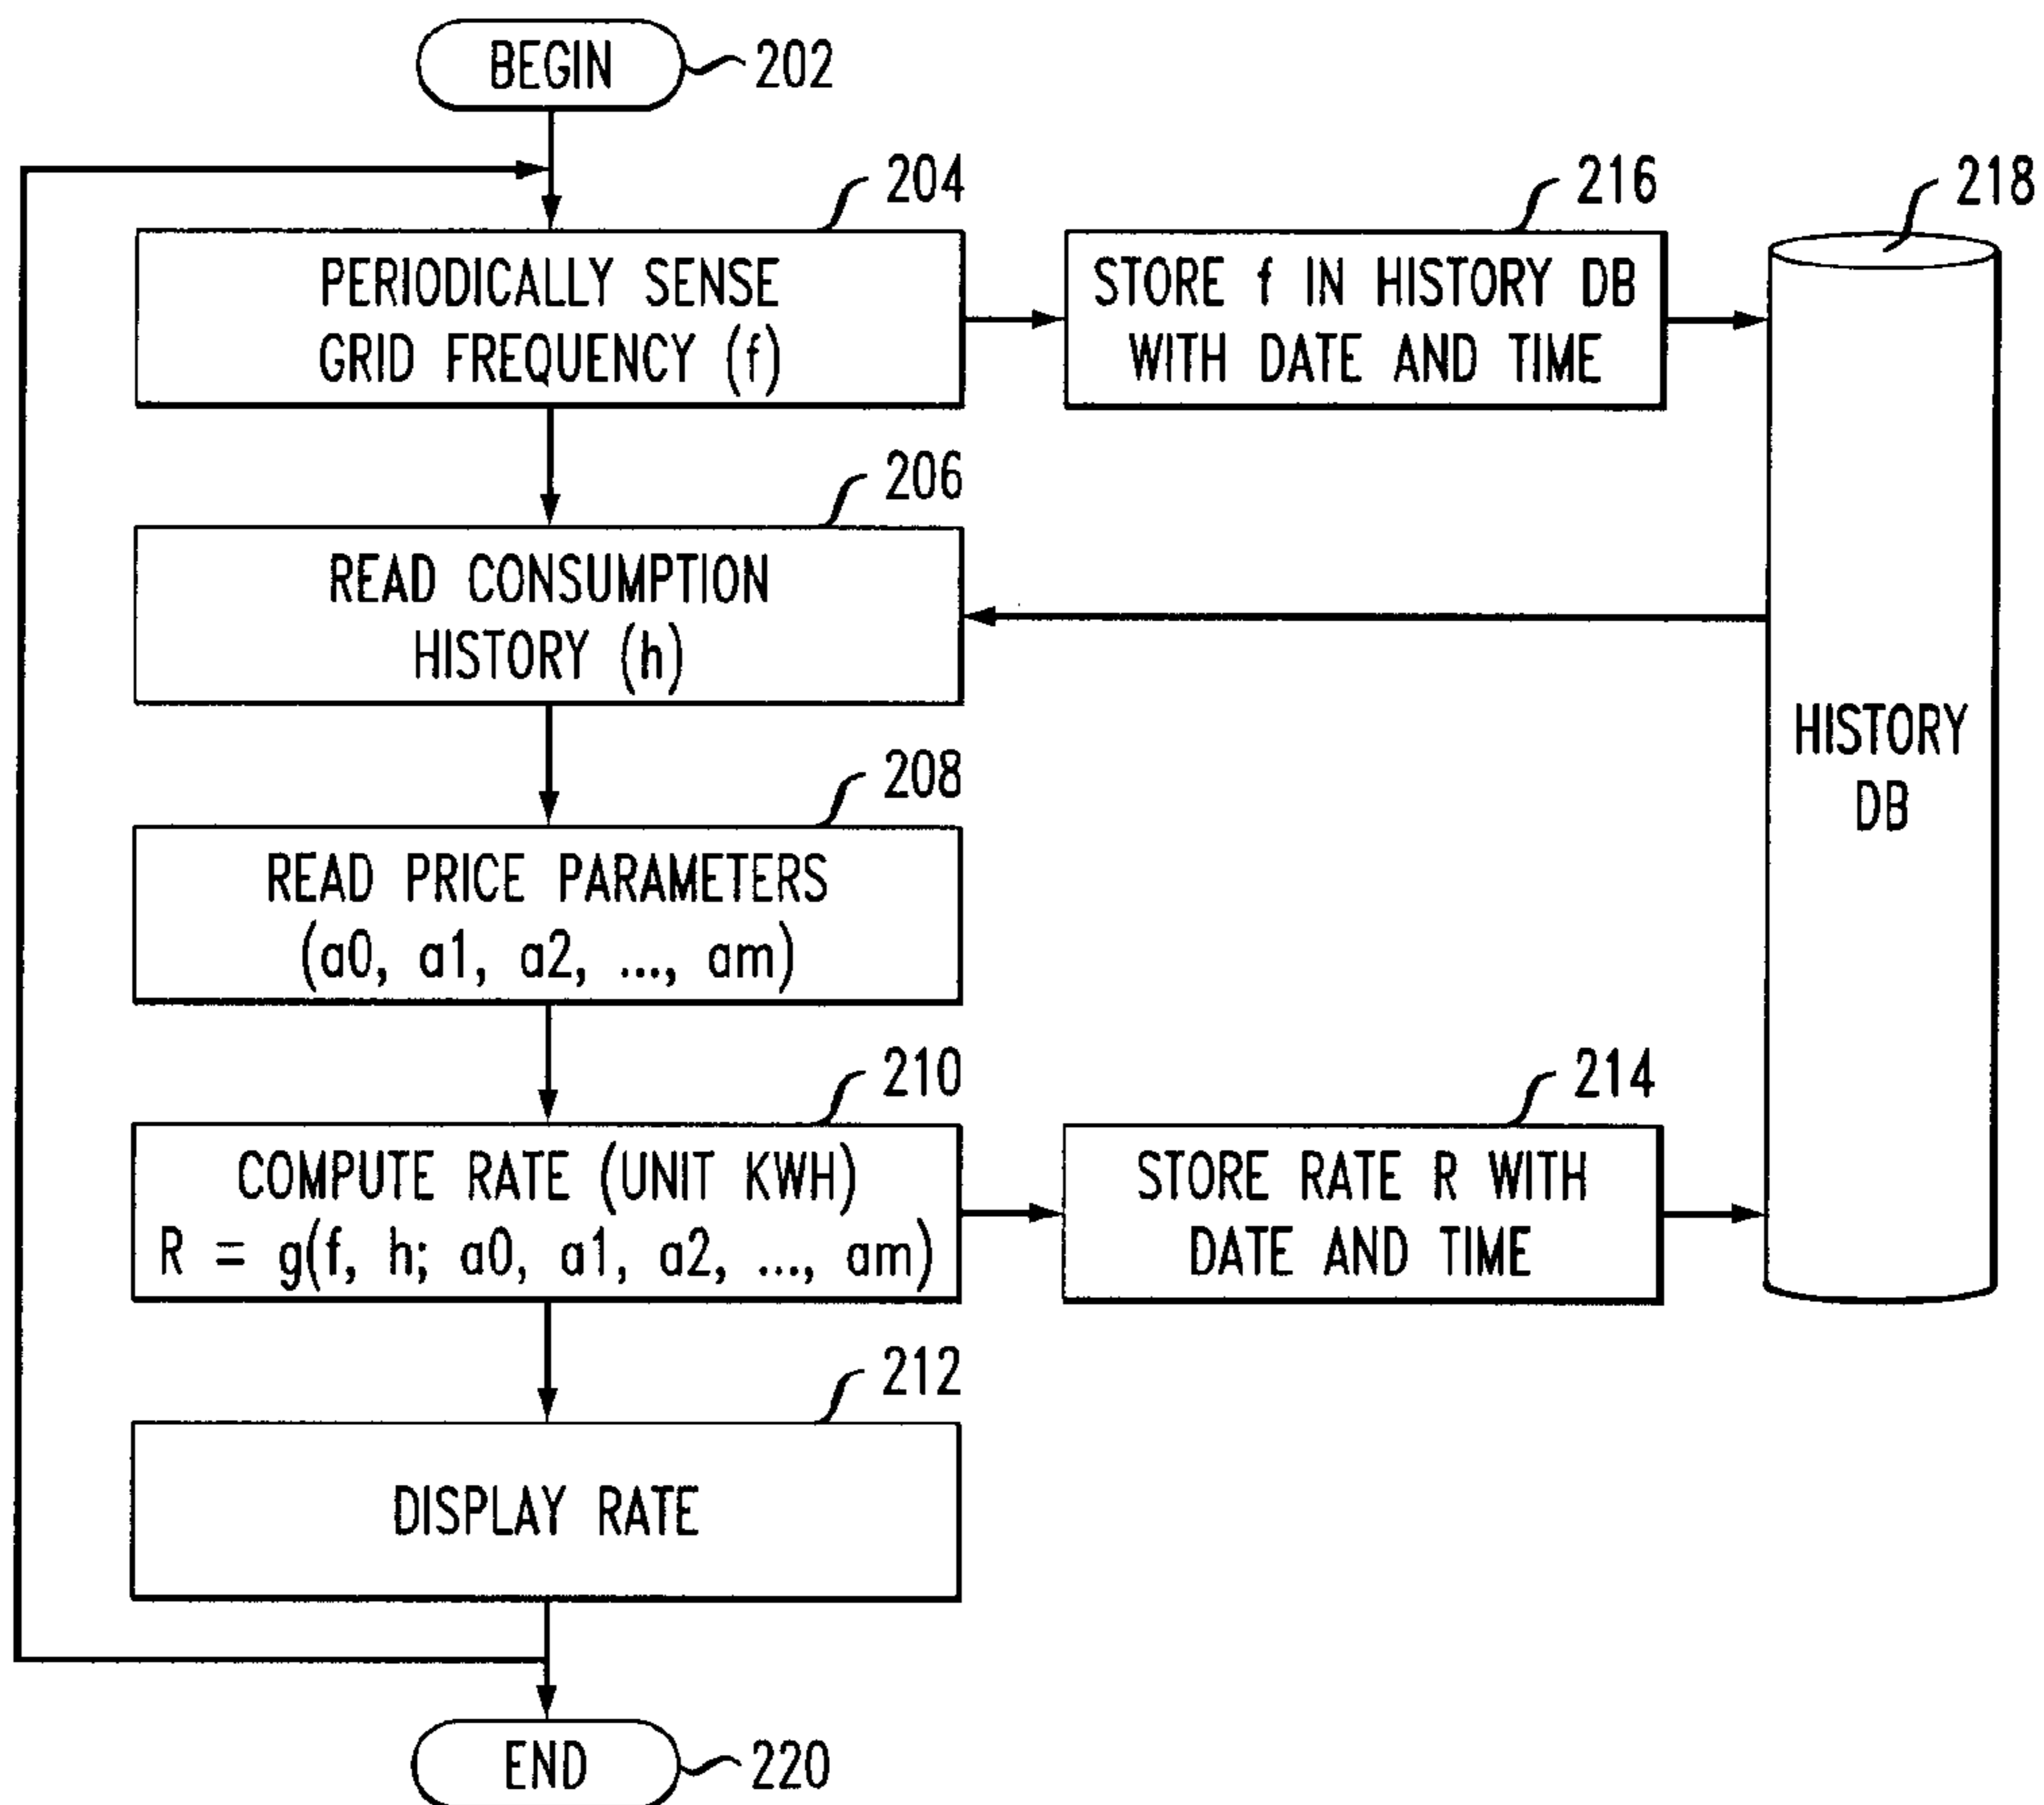 BEGIN
202
204
PERIODICALLY SENSE
GRID FREQUENCY (f)
216
STORE f IN HISTORY DB
WITH DATE AND TIME
218
HISTORY
DB
206
READ CONSUMPTION
HISTORY (h)
208
READ PRICE PARAMETERS
(a0, a1, a2, ..., am)
210
COMPUTE RATE (UNIT KWH)
R = g(f, h; a0, a1, a2, ..., am)
214
STORE RATE R WITH
DATE AND TIME
212
DISPLAY RATE
END
220